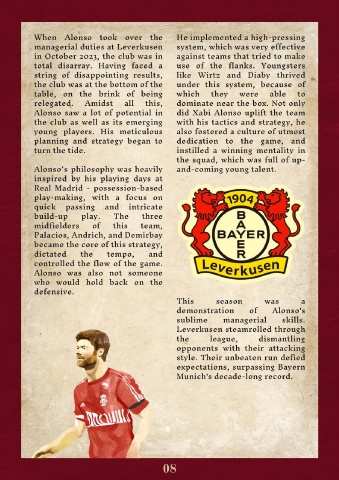 When Alonso took over the
managerial duties at Leverkusen
in October 2023, the club was in
total disarray. Having faced a
string of disappointing results,
the club was at the bottom of the
table, on the brink of being
relegated. Amidst all this,
Alonso saw a lot of potential in
the club as well as its emerging
young players. His meticulous
planning and strategy began to
turn the tide.
Alonso's philosophy was heavily
inspired by his playing days at
Real Madrid - possession-based
play-making, with a focus on
quick passing and intricate
build-up play. The three
midfielders of this team,
Palacios, Andrich, and Demirbay
became the core of this strategy,
dictated the tempo, and
controlled the flow of the game.
Alonso was also not someone
who would hold back on the
defensive.
He implemented a high-pressing
system, which was very effective
against teams that tried to make
use of the flanks. Youngsters
like Wirtz and Diaby thrived
under this system, because of
which they were able to
dominate near the box. Not only
did Xabi Alonso uplift the team
with his tactics and strategy, he
also fostered a culture of utmost
dedication to the game, and
instilled a winning mentality in
the squad, which was full of up-
and-coming young talent.
1904
BAYER
BAYER
Leverkusen
This season was a
demonstration of Alonso's
sublime managerial skills.
Leverkusen steamrolled through
the league, dismantling
opponents with their attacking
style. Their unbeaten run defied
expectations, surpassing Bayern
Munich's decade-long record.
08